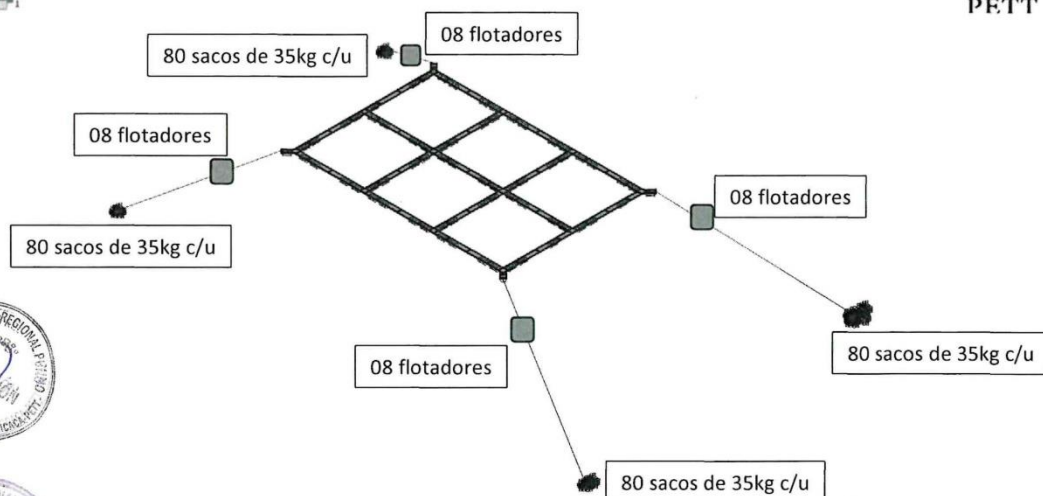 PETT
08 flotadores
80 sacos de 35kg c/u
08 flotadores
80 sacos de 35kg c/u
08 flotadores
80 sacos de 35kg c/u
08 flotadores
80 sacos de 35kg c/u
REGIONAL